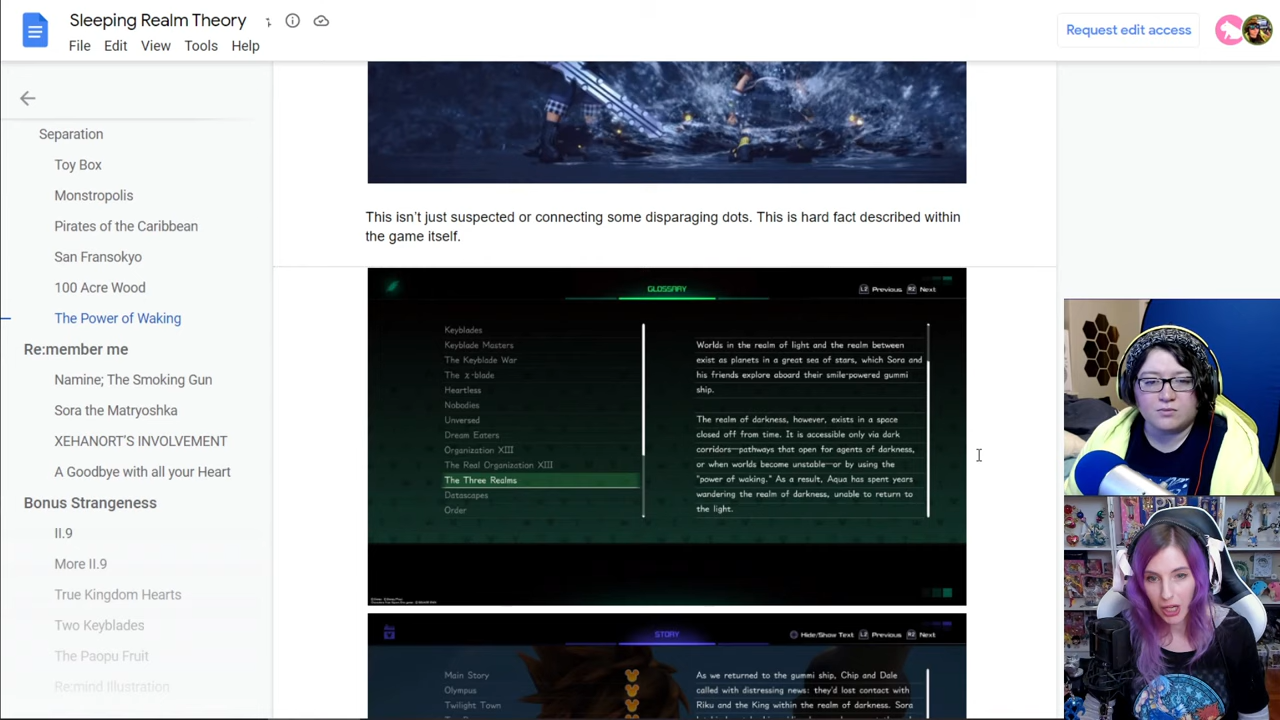 Sleeping Realm Theory
File Edit View Tools Help
Request edit access
Separation
Toy Box
Monstropolis
Pirates of the Caribbean
San Fransokyo
100 Acre Wood
The Power of Waking
Re:member me
Namine; The Smoking Gun
Sora the Matryoshka
XEHANORT'S INVOLVEMENT
A Goodbye with all your Heart
Bonus Strangeness
II.9
More II.9
True Kingdom Hearts
Two Keyblades
The Paopu Fruit
Re:mind Illustration
This isn't just suspected or connecting some disparaging dots. This is hard fact described within
the game itself.
GLOSSARY
L2 Previous R2 Next
Keyblades
Keyblade Masters
The Keyblade War
The χ-blade
Heartless
Nobodies
Unversed
Dream Eaters
Organization XIII
The Real Organization XIII
The Three Realms
Datascapes
Order
Worlds in the realm of light and the realm between
exist as planets in a great sea of stars, which Sora and
his friends explore aboard their smile-powered gummi
ship.
The realm of darkness, however, exists in a space
closed off from time. It is accessible only via dark
corridors—pathways that open for agents of darkness,
or when worlds become unstable—or by using the
"power of waking." As a result, Aqua has spent years
wandering the realm of darkness, unable to return to
the light.
STORY
Hide/Show Text L2 Previous R2 Next
Main Story
Olympus
Twilight Town
As we returned to the gummi ship, Chip and Dale
called with distressing news: they'd lost contact with
Riku and the King within the realm of darkness. Sora